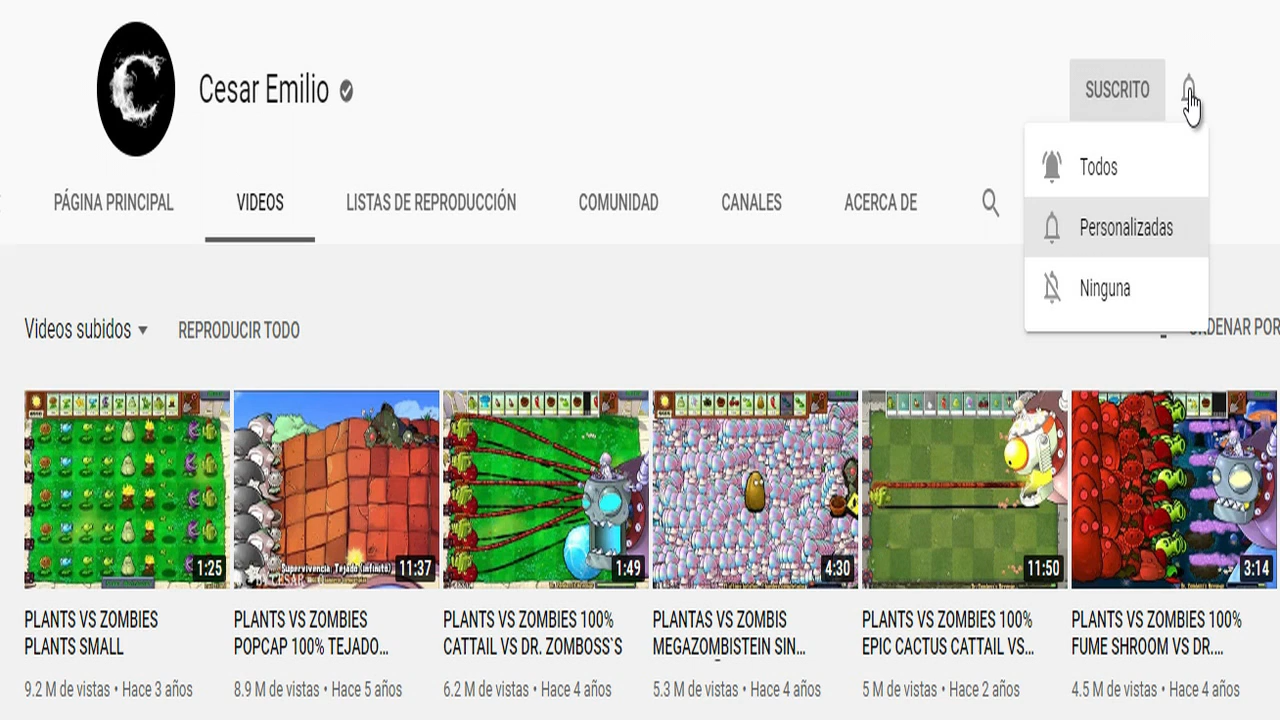 Cesar Emilio
SUSCRITO
Todos
Personalizadas
Ninguna
PÁGINA PRINCIPAL VIDEOS LISTAS DE REPRODUCCIÓN COMUNIDAD CANALES ACERCA DE
Videos subidos REPRODUCIR TODO
RDENAR POR
Supervivencia: Tejado (infinito)
1:25
11:37
1:49
4:30
11:50
3:14
PLANTS VS ZOMBIES
PLANTS SMALL
9.2 M de vistas • Hace 3 años
PLANTS VS ZOMBIES
POPCAP 100% TEJADO...
8.9 M de vistas • Hace 5 años
PLANTS VS ZOMBIES 100%
CATTAIL VS DR. ZOMBOSS`S
6.2 M de vistas • Hace 4 años
PLANTAS VS ZOMBIS
MEGAZOMBISTEIN SIN...
5.3 M de vistas • Hace 4 años
PLANTS VS ZOMBIES 100%
EPIC CACTUS CATTAIL VS...
5 M de vistas • Hace 2 años
PLANTS VS ZOMBIES 100%
FUME SHROOM VS DR....
4.5 M de vistas • Hace 4 años